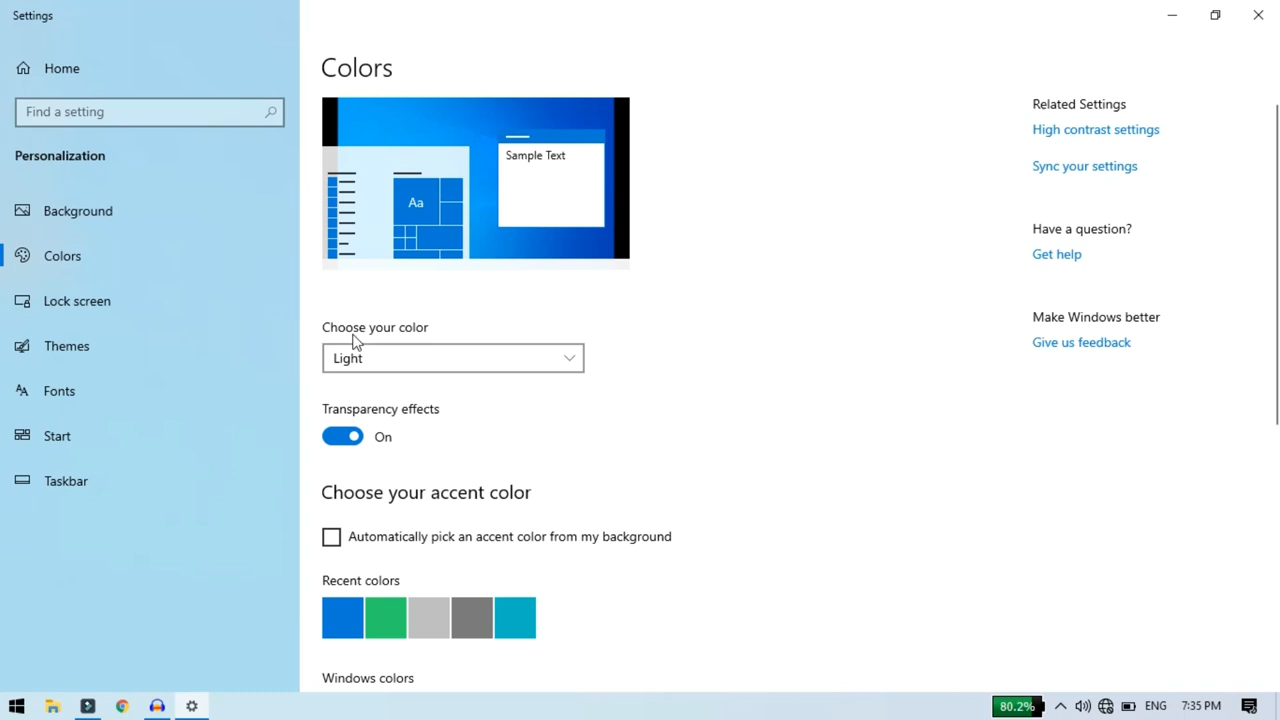 Settings
Home
Find a setting
Personalization
Background
Colors
Lock screen
Themes
Fonts
Start
Taskbar
Colors
Sample Text
Aa
Choose your color
Light
Transparency effects
On
Choose your accent color
Automatically pick an accent color from my background
Recent colors
Windows colors
Related Settings
High contrast settings
Sync your settings
Have a question?
Get help
Make Windows better
Give us feedback
80.2%
ENG
7:35 PM